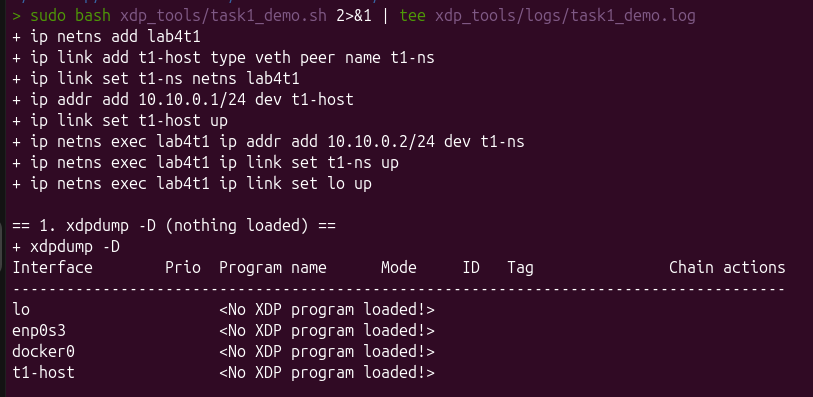 > sudo bash xdp_tools/task1_demo.sh 2>&1 | tee xdp_tools/logs/task1_demo.log
+ ip netns add lab4t1
+ ip link add t1-host type veth peer name t1-ns
+ ip link set t1-ns netns lab4t1
+ ip addr add 10.10.0.1/24 dev t1-host
+ ip link set t1-host up
+ ip netns exec lab4t1 ip addr add 10.10.0.2/24 dev t1-ns
+ ip netns exec lab4t1 ip link set t1-ns up
+ ip netns exec lab4t1 ip link set lo up

== 1. xdpdump -D (nothing loaded) ==
+ xdpdump -D
Interface        Prio  Program name      Mode     ID   Tag               Chain actions
--------------------------------------------------------------------------------------
lo                     <No XDP program loaded!>
enp0s3                 <No XDP program loaded!>
docker0                <No XDP program loaded!>
t1-host                <No XDP program loaded!>